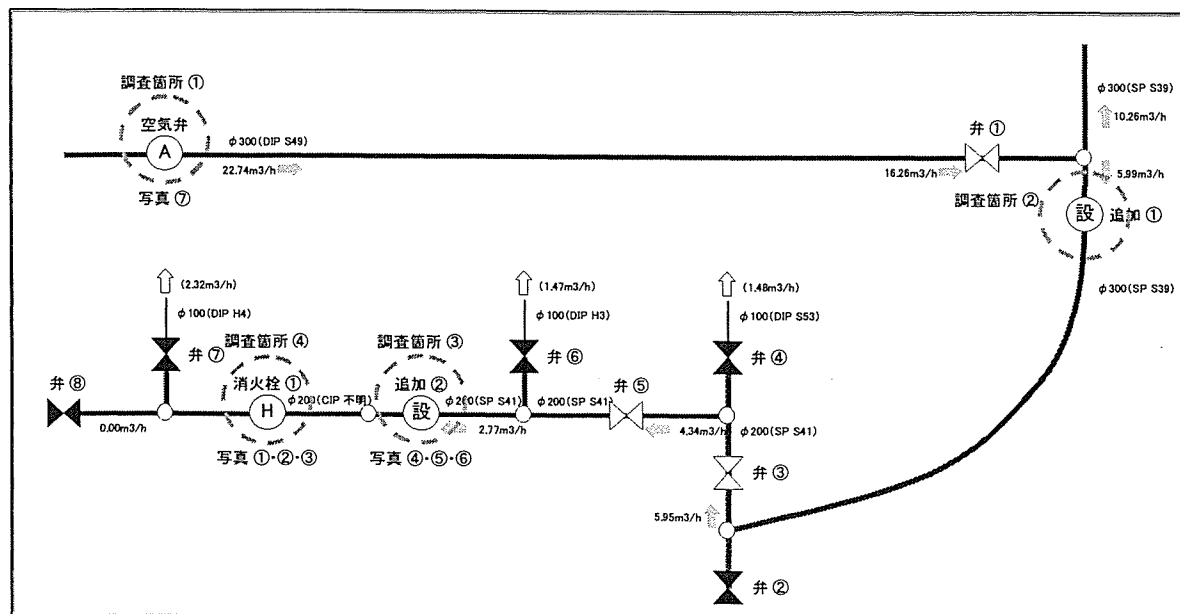 調査箇所 ①
空気弁
A
写真 ⑦
φ300(DIP S49)
22.74m3/h
弁 ①
16.26m3/h
φ300(SP S39)
10.26m3/h
5.99m3/h
調査箇所 ②
設
追加 ①
φ300(SP S39)
(2.32m3/h)
φ100(DIP H4)
弁 ⑦
(1.47m3/h)
φ100(DIP H3)
弁 ⑥
(1.48m3/h)
φ100(DIP S53)
弁 ④
調査箇所 ④
消火栓 ①
H
写真 ①・②・③
調査箇所 ③
追加 ②
設
写真 ④・⑤・⑥
弁 ⑧
0.00m3/h
φ200(CIP 不明)
φ200(SP S41)
2.77m3/h
φ200(SP S41)
弁 ⑤
4.34m3/h
φ200(SP S41)
弁 ③
5.95m3/h
弁 ②